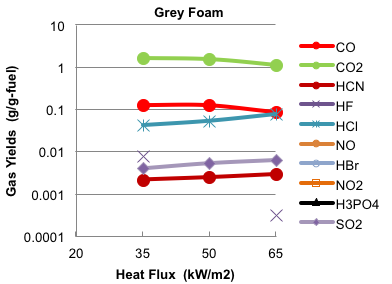 Grey Foam
10
1
0.1
0.01
0.001
0.0001
20
35
50
65
Gas Yields (g/g-fuel)
Heat Flux (kW/m2)
CO
CO2
HCN
HF
HCl
NO
HBr
NO2
H3PO4
SO2